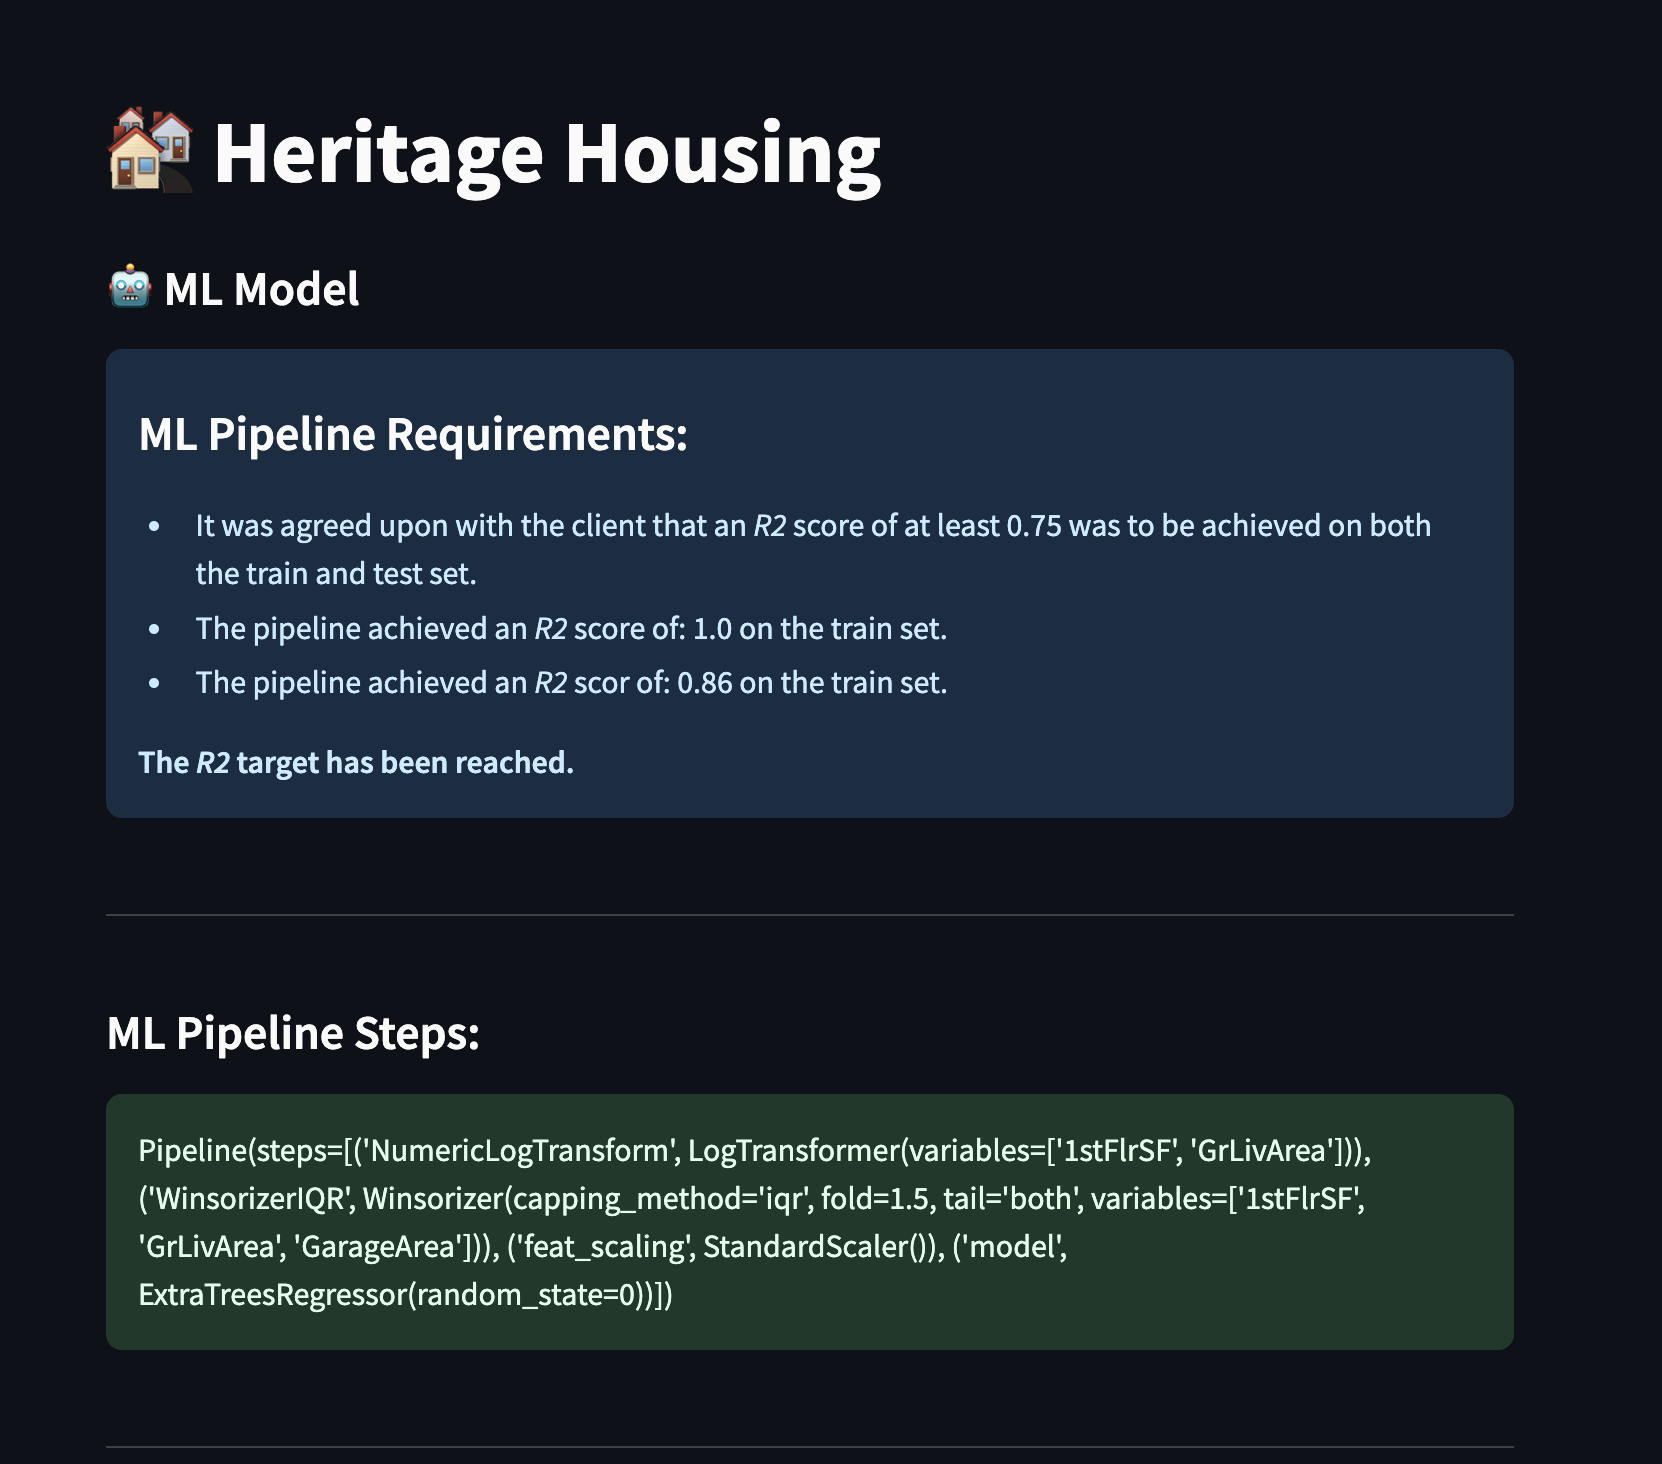 Heritage Housing
ML Model
ML Pipeline Requirements:
It was agreed upon with the client that an R2 score of at least 0.75 was to be achieved on both
the train and test set.
The pipeline achieved an R2 score of: 1.0 on the train set.
The pipeline achieved an R2 scor of: 0.86 on the train set.
The R2 target has been reached.
ML Pipeline Steps:
Pipeline(steps=[('NumericLogTransform', LogTransformer(variables=['1stFlrSF', 'GrLivArea'])),
('WinsorizerIQR', Winsorizer(capping_method='iqr', fold=1.5, tail='both', variables=['1stFlrSF',
'GrLivArea', 'GarageArea'])), ('feat_scaling', StandardScaler()), ('model',
ExtraTreesRegressor(random_state=0))])